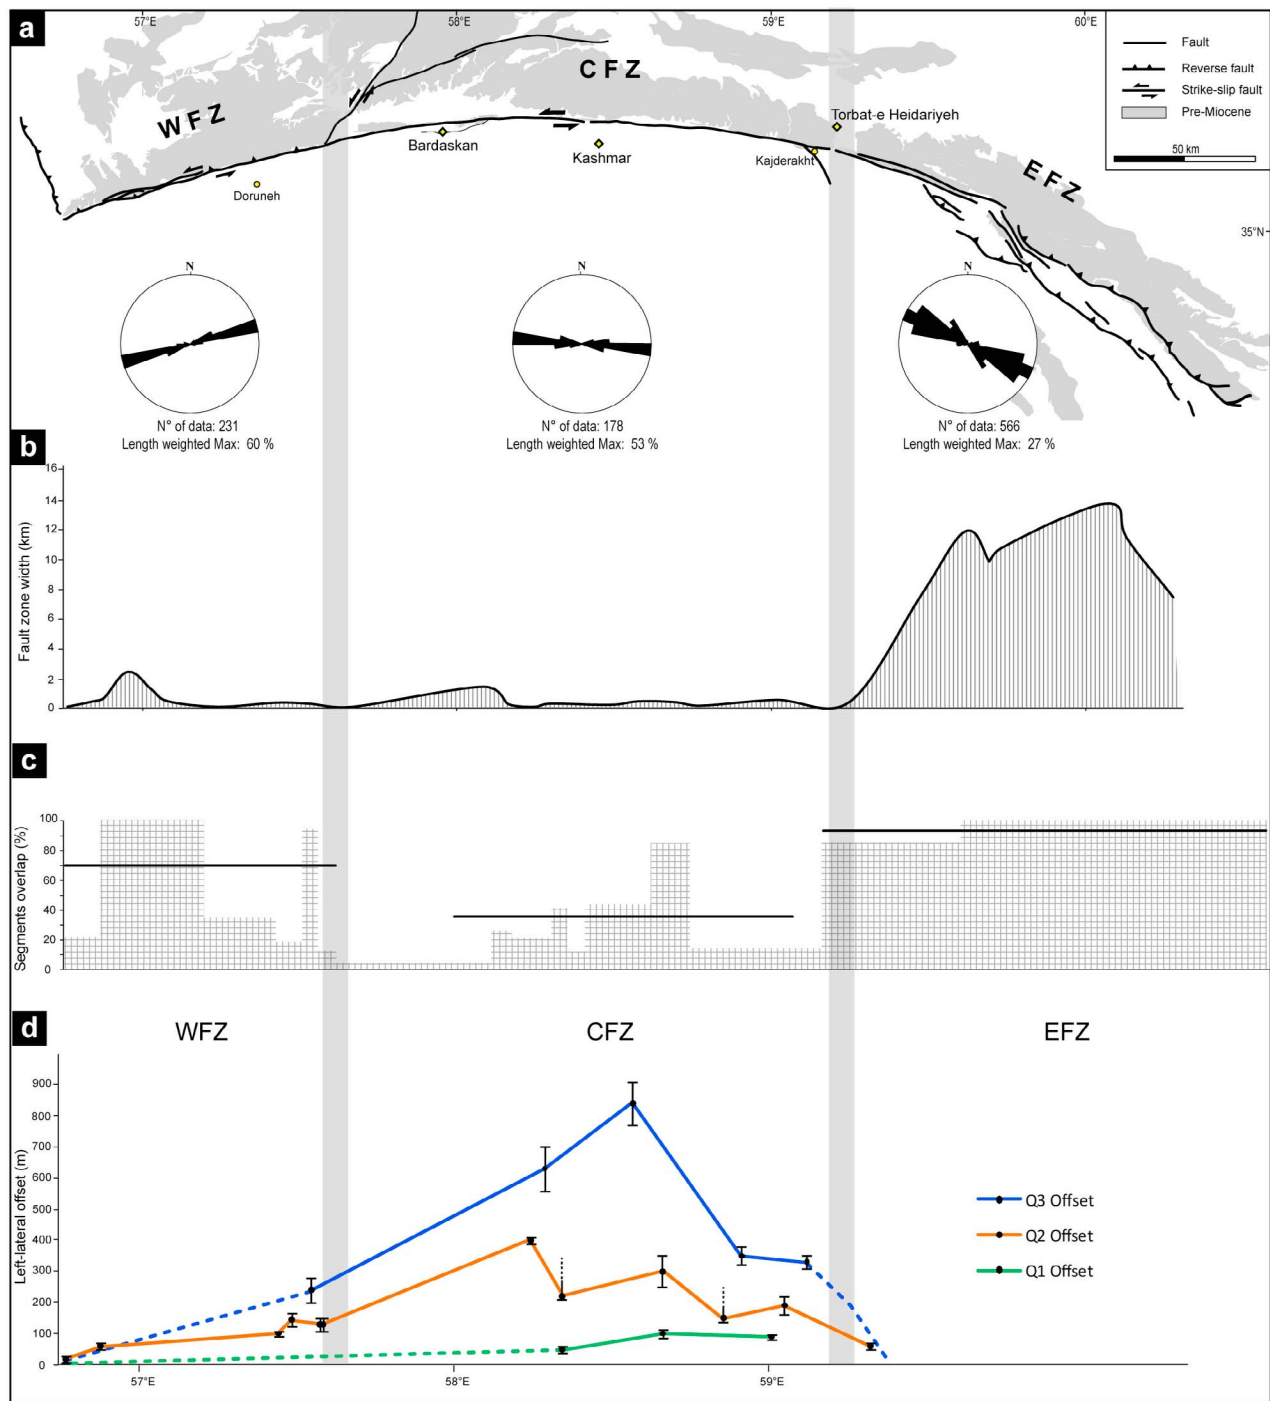 a
57°E
58°E
59°E
60°E
Fault
Reverse fault
Strike-slip fault
Pre-Miocene
50 km
CFZ
WFZ
EFZ
Torbat-e Heidariyeh
Bardaskan
Kashmar
Kajderakht
Doruneh
35°N
N
N
N
N° of data: 231
Length weighted Max: 60 %
N° of data: 178
Length weighted Max: 53 %
N° of data: 566
Length weighted Max: 27 %
b
Fault zone width (km)
16
14
12
10
8
6
4
2
0
c
Segments overlap (%)
100
80
60
40
20
0
d
WFZ
CFZ
EFZ
Left-lateral offset (m)
900
800
700
600
500
400
300
200
100
0
Q3 Offset
Q2 Offset
Q1 Offset
57°E
58°E
59°E